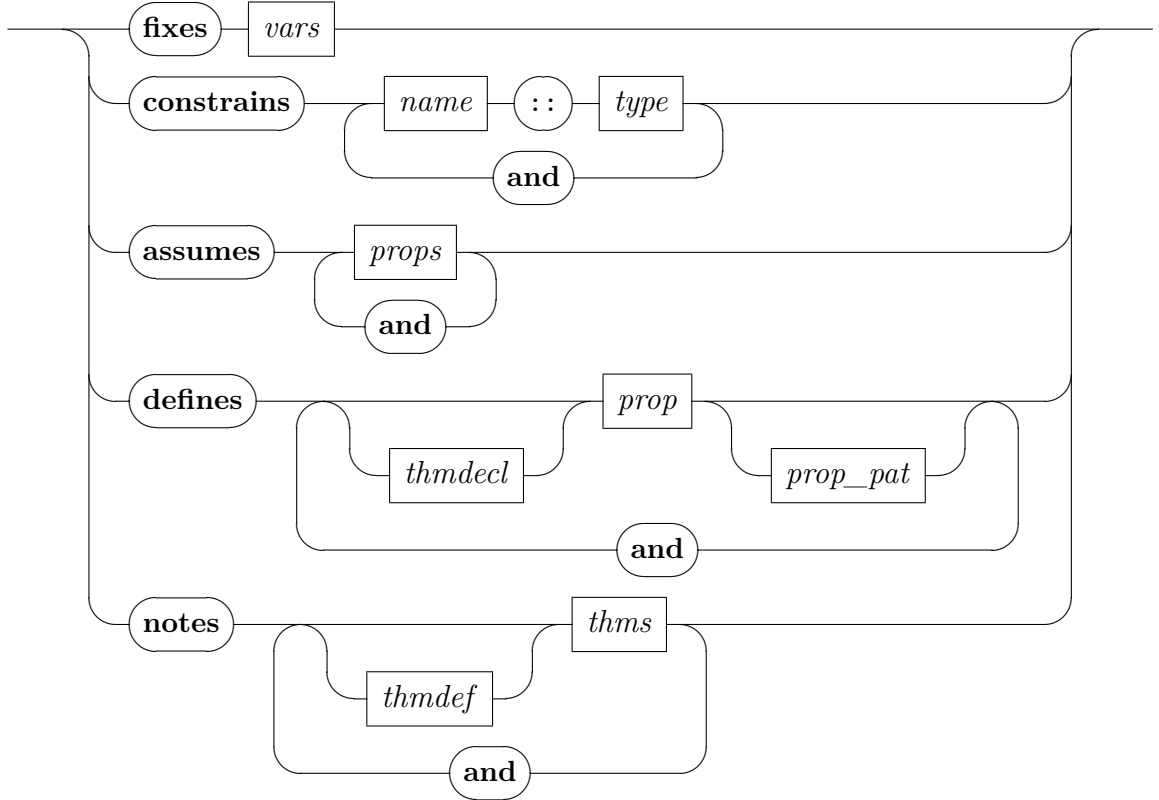 fixes vars
constrains name :: type
and
assumes props
and
defines prop
thmdecl prop_pat
and
notes thms
thmdef
and